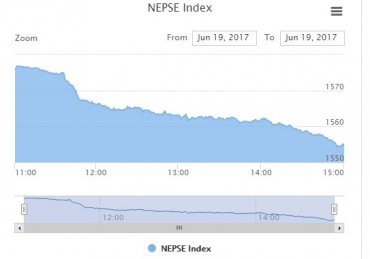 NEPSE Index
Zoom From Jun 19, 2017 To Jun 19, 2017
1570
1560
1550
11:00 12:00 13:00 14:00 15:00
12:00 14:00
NEPSE Index